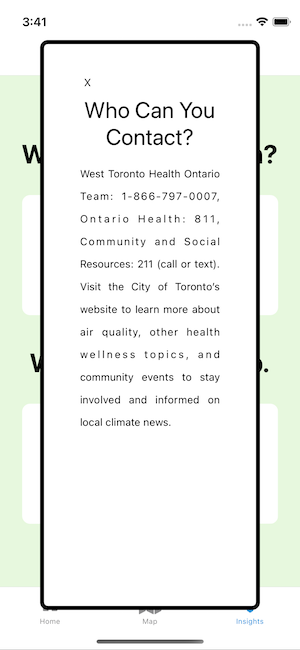 3:41
X
W
n?
Who Can You
Contact?
West Toronto Health Ontario
Team: 1-866-797-0007,
Ontario Health: 811,
Community and Social
Resources: 211 (call or text).
Visit the City of Toronto's
website to learn more about
air quality, other health
wellness topics, and
community events to stay
involved and informed on
local climate news.
Home
Map
Insights